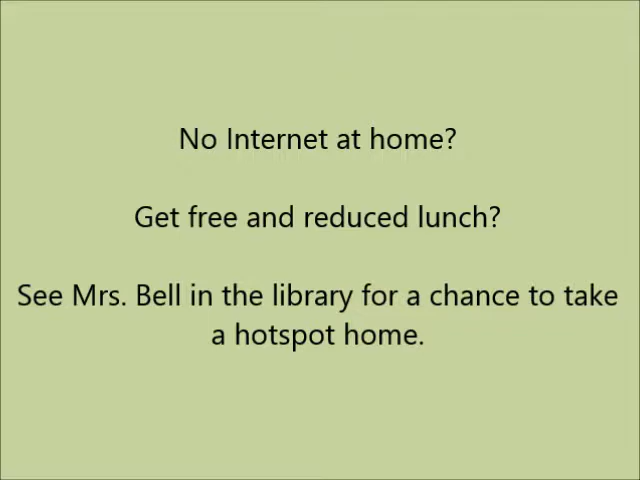 No Internet at home?
Get free and reduced lunch?
See Mrs. Bell in the library for a chance to take
a hotspot home.